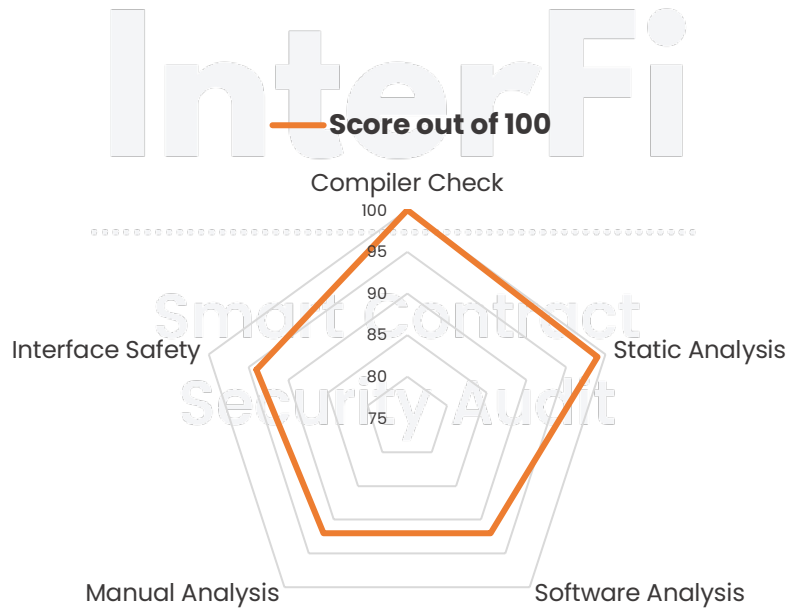 InterFi
Score out of 100
Compiler Check
100
95
90
Smart Contract
85
Interface Safety
Static Analysis
80
Security Audit
75
Manual Analysis
Software Analysis